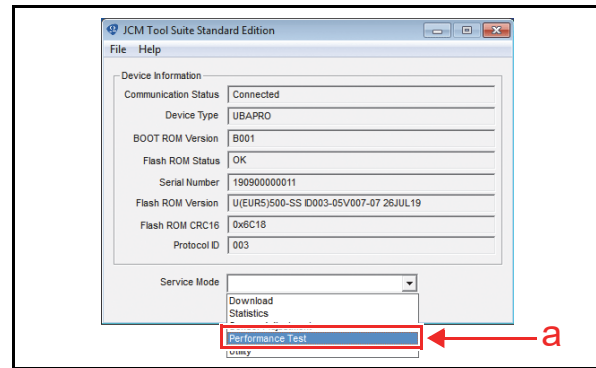 JCM Tool Suite Standard Edition
File Help
Device Information
Communication Status Connected
Device Type UBAPRO
BOOT ROM Version B001
Flash ROM Status OK
Serial Number 190900000011
Flash ROM Version U(EUR5)500-SS ID003-05V007-07 26JUL19
Flash ROM CRC16 0x6C18
Protocol ID 003
Service Mode
Download
Statistics
Performance Test
Utility
a